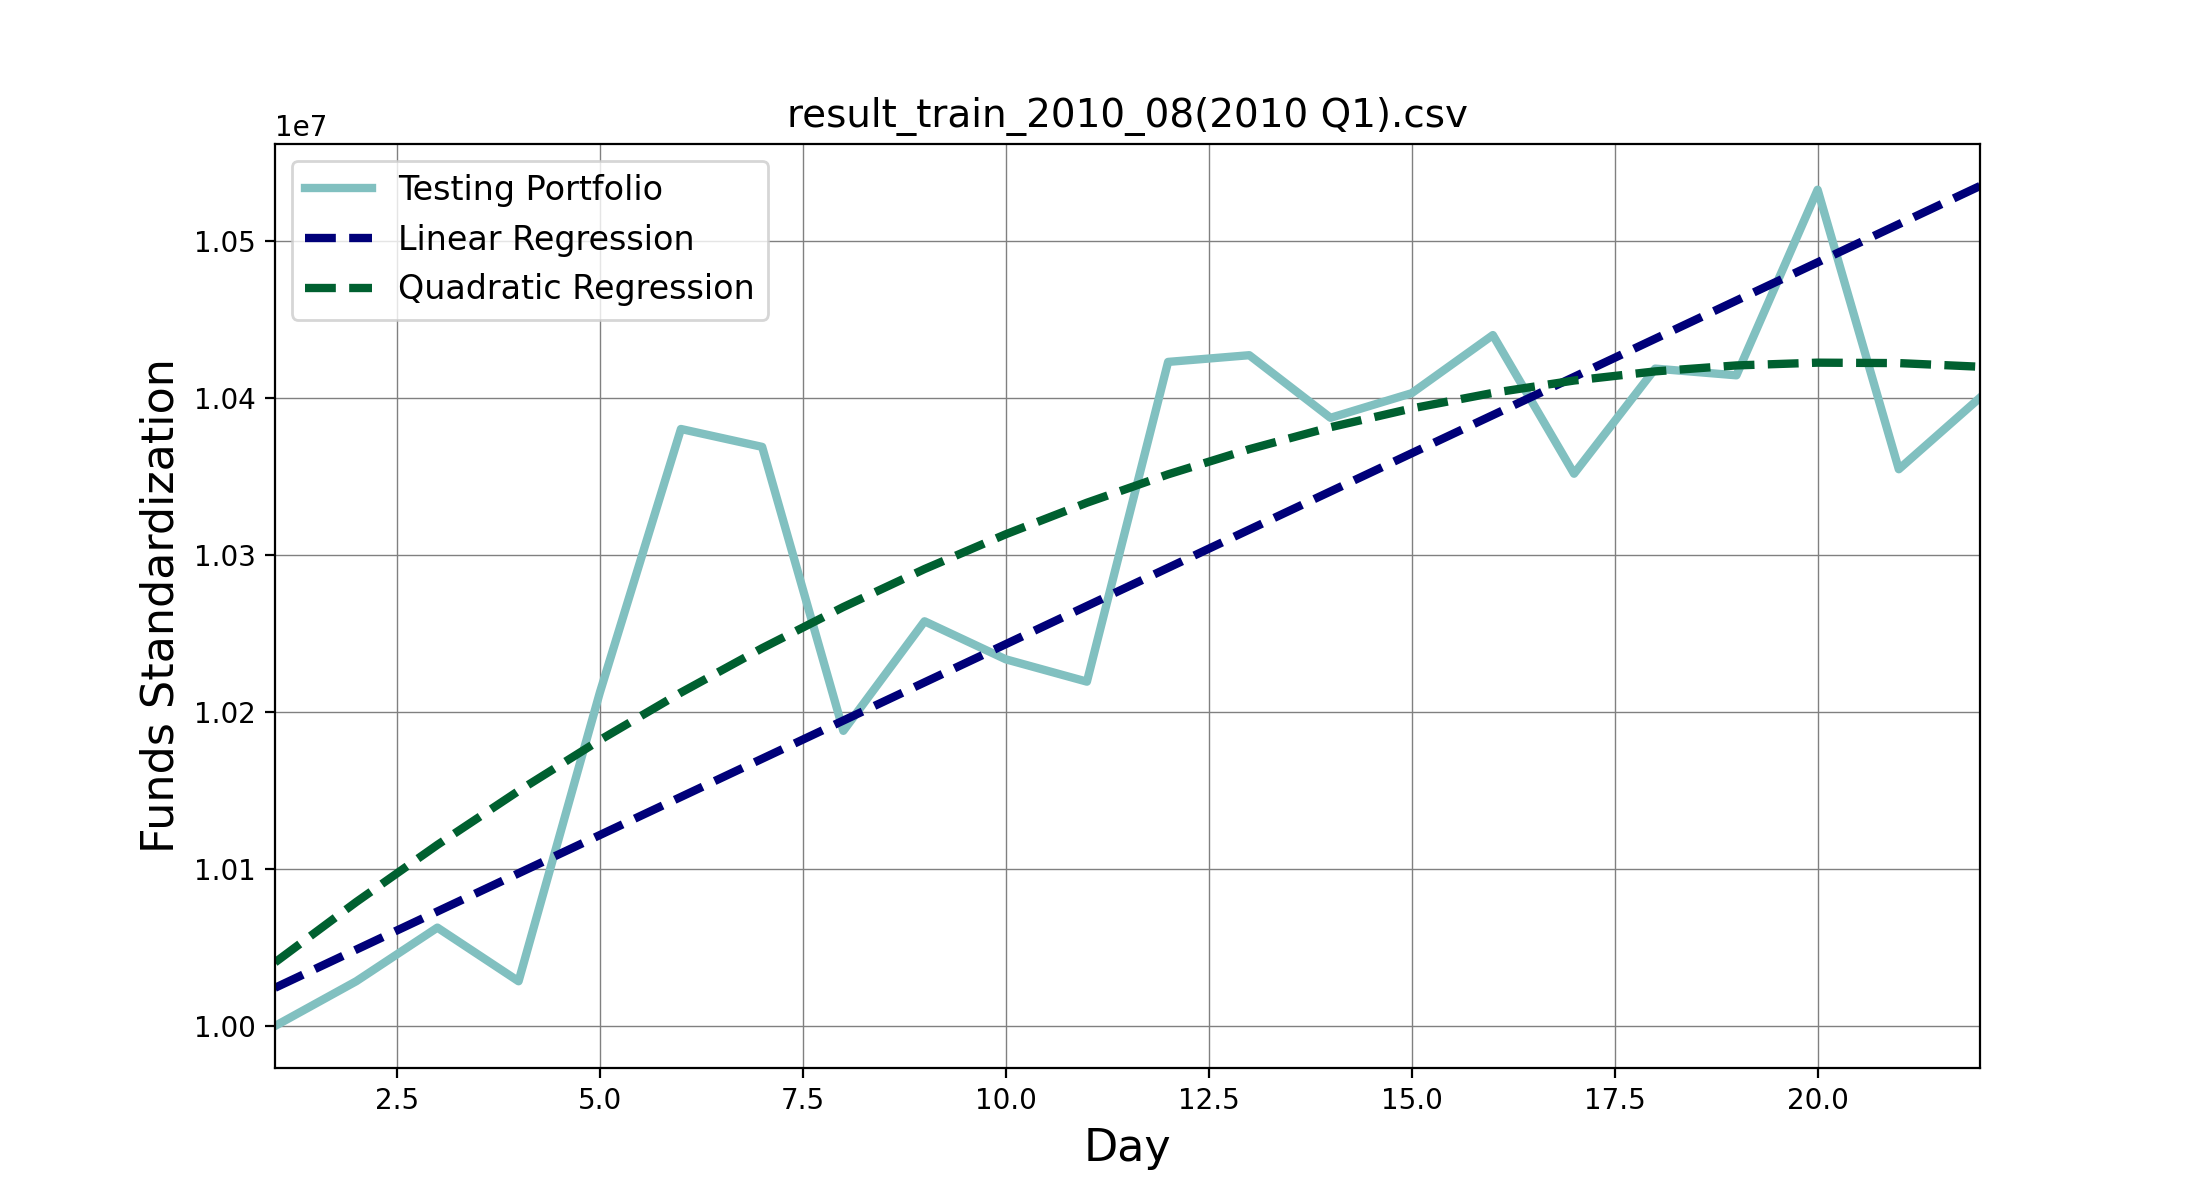 result_train_2010_08(2010 Q1).csv
1e7
Testing Portfolio
Linear Regression
Quadratic Regression
Funds Standardization
1.05
1.04
1.03
1.02
1.01
1.00
2.5 5.0 7.5 10.0 12.5 15.0 17.5 20.0
Day